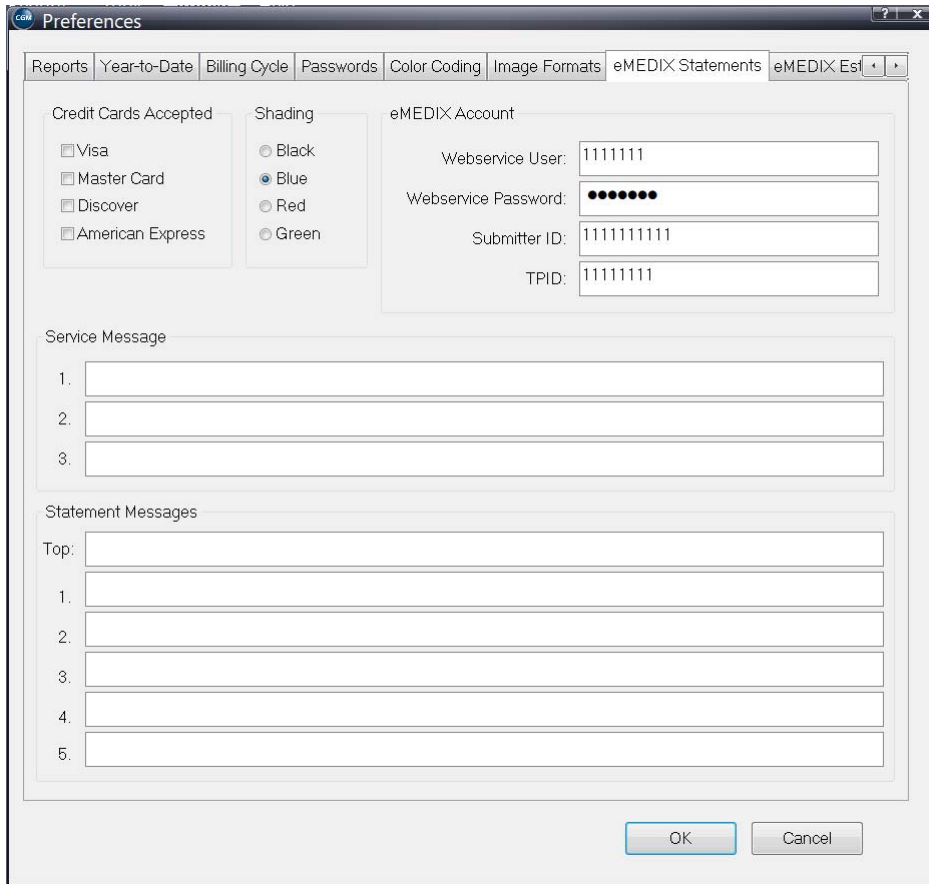 CGM Preferences ? x
Reports Year-to-Date Billing Cycle Passwords Color Coding Image Formats eMEDIX Statements eMEDIX Est
Credit Cards Accepted
Visa
Master Card
Discover
American Express
Shading
Black
Blue
Red
Green
eMEDIX Account
Webservice User: 1111111
Webservice Password: ●●●●●●●
Submitter ID: 1111111111
TPID: 11111111
Service Message
1.
2.
3.
Statement Messages
Top:
1.
2.
3.
4.
5.
OK Cancel